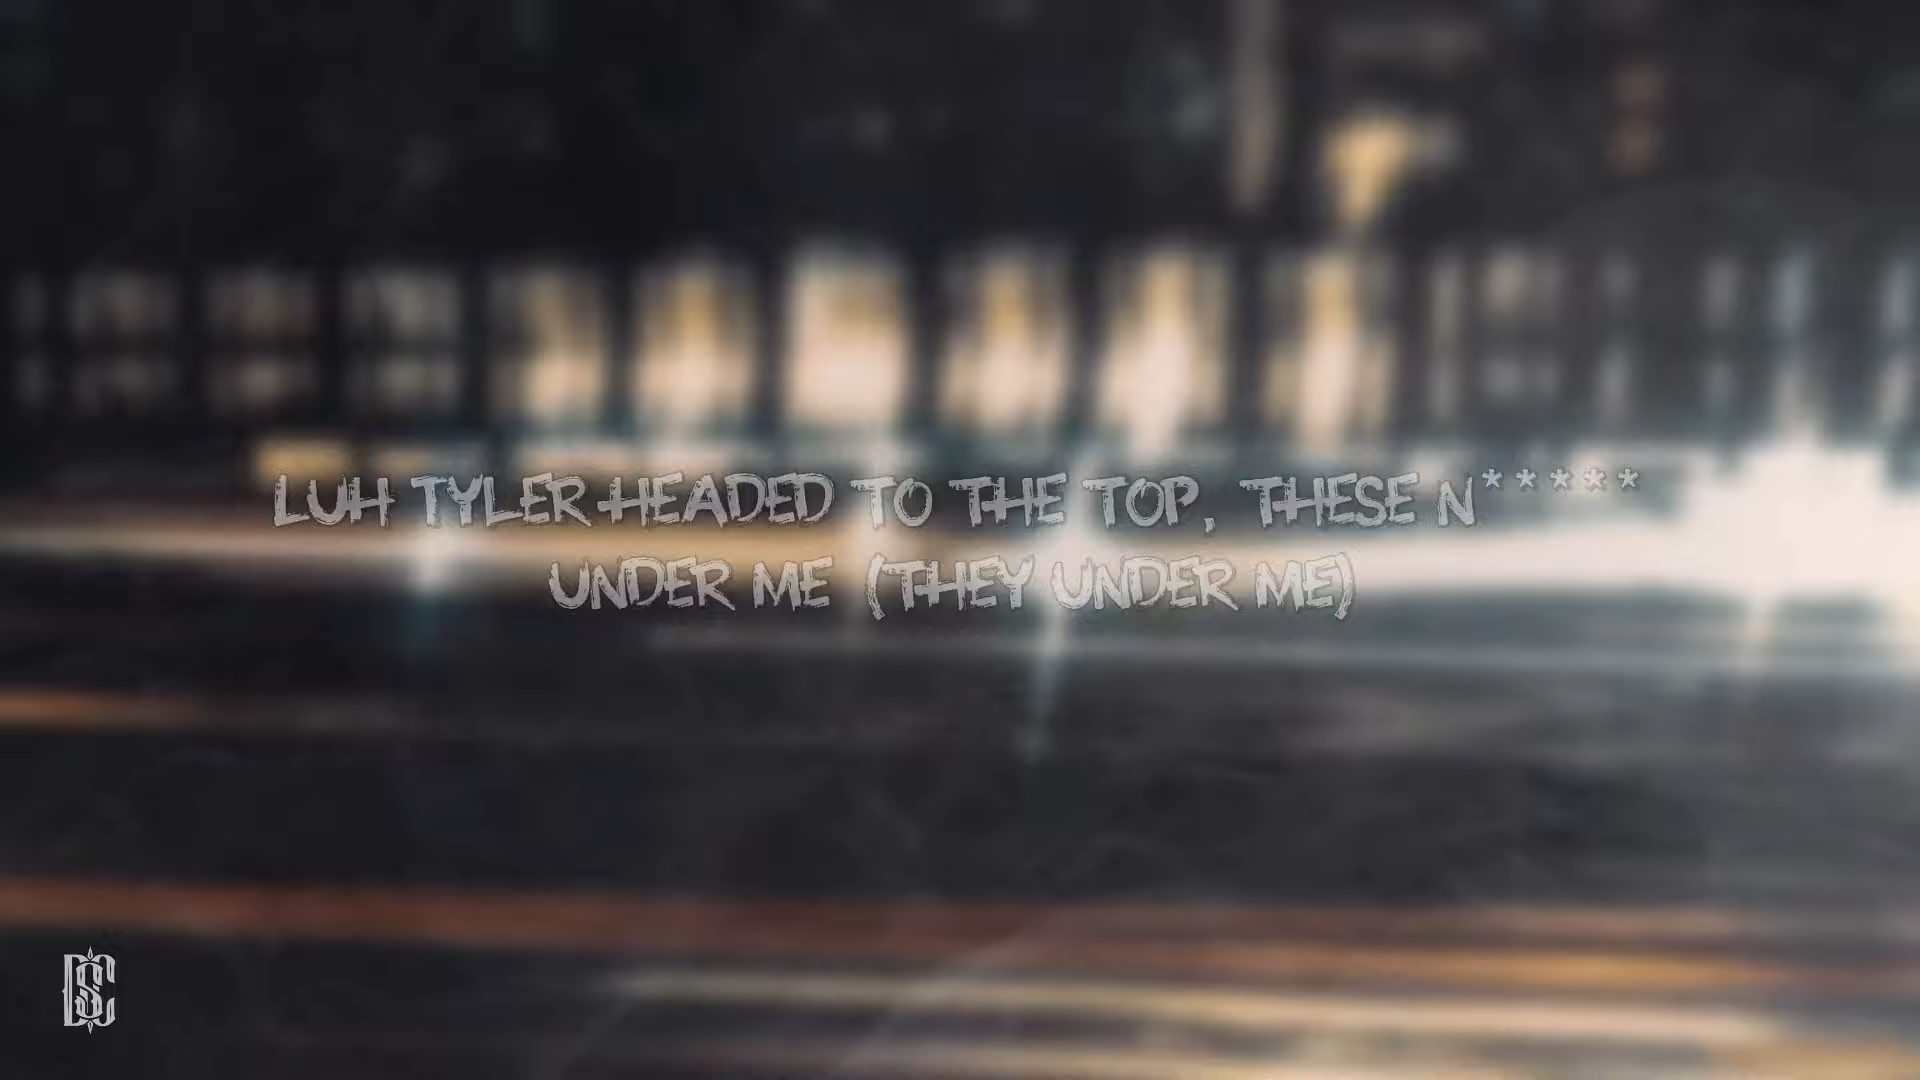 LUH TYLER HEADED TO THE TOP, THESE N*****
UNDER ME (THEY UNDER ME)